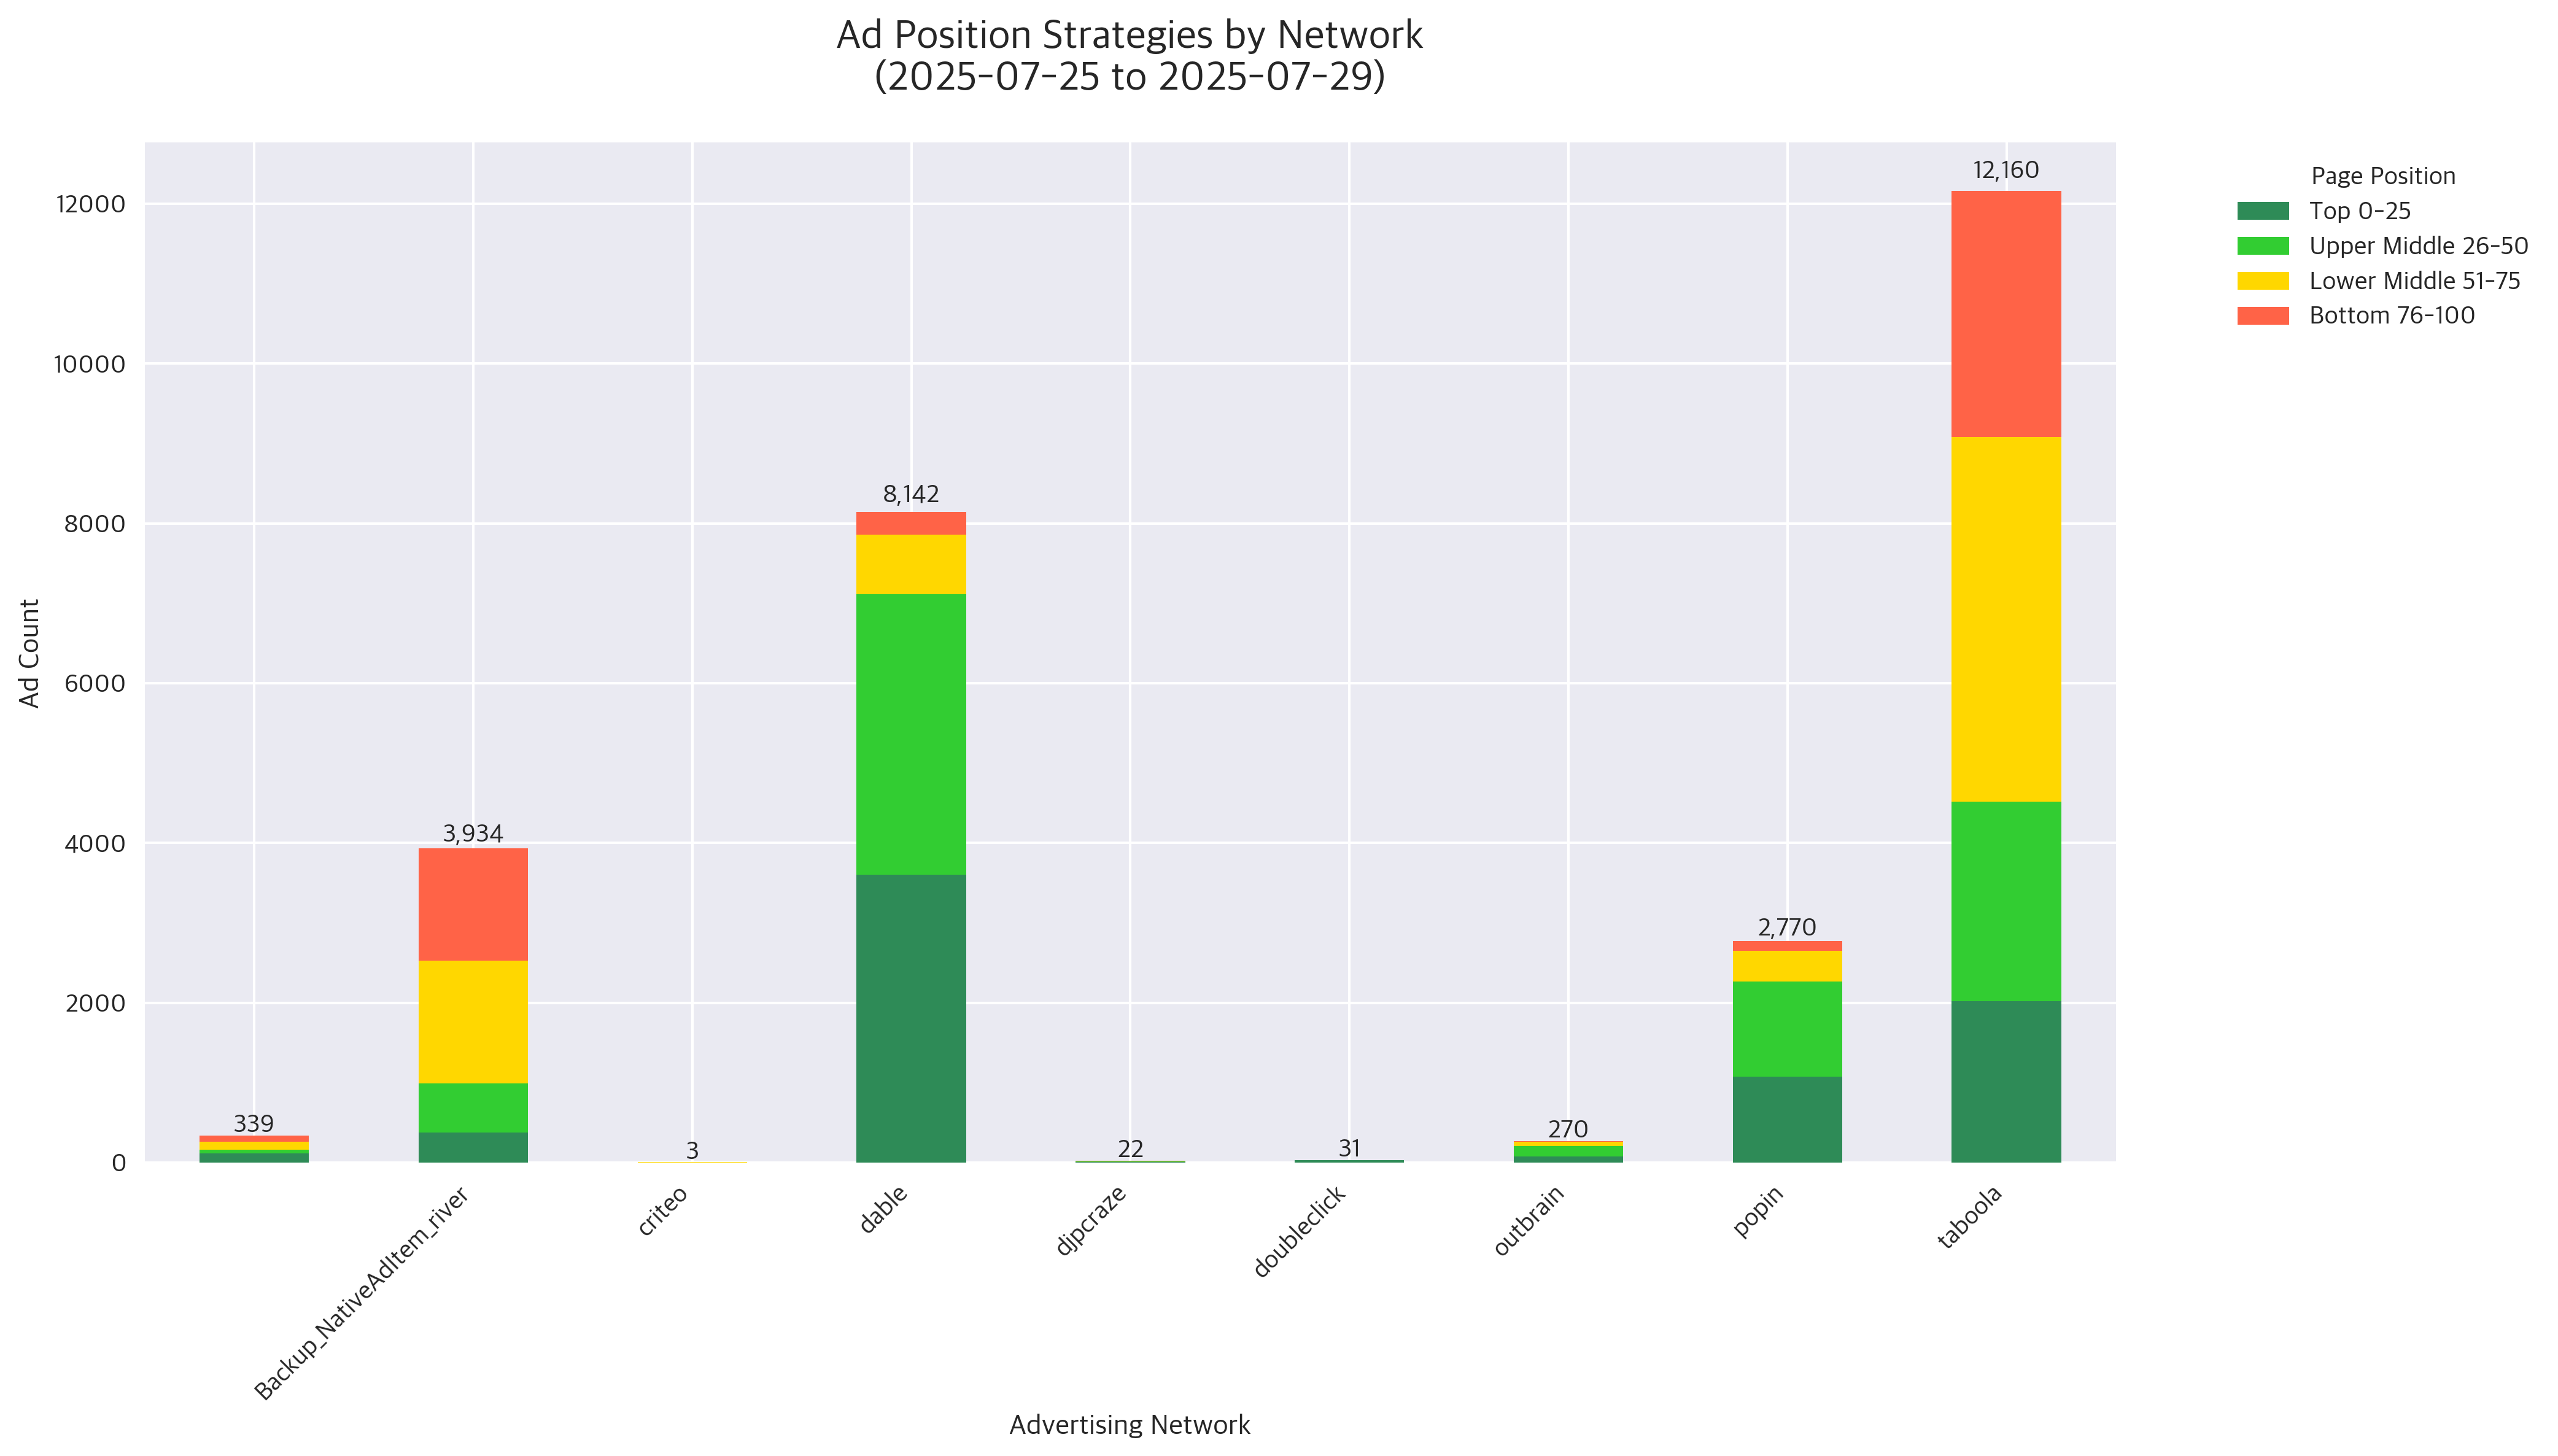 Ad Position Strategies by Network
(2025-07-25 to 2025-07-29)
Page Position
Top 0-25
Upper Middle 26-50
Lower Middle 51-75
Bottom 76-100
Ad Count
12000
10000
8000
6000
4000
2000
0
339
3,934
3
8,142
22
31
270
2,770
12,160
Backup_NativeAdItem_river
criteo
dable
djpcraze
doubleclick
outbrain
popin
taboola
Advertising Network